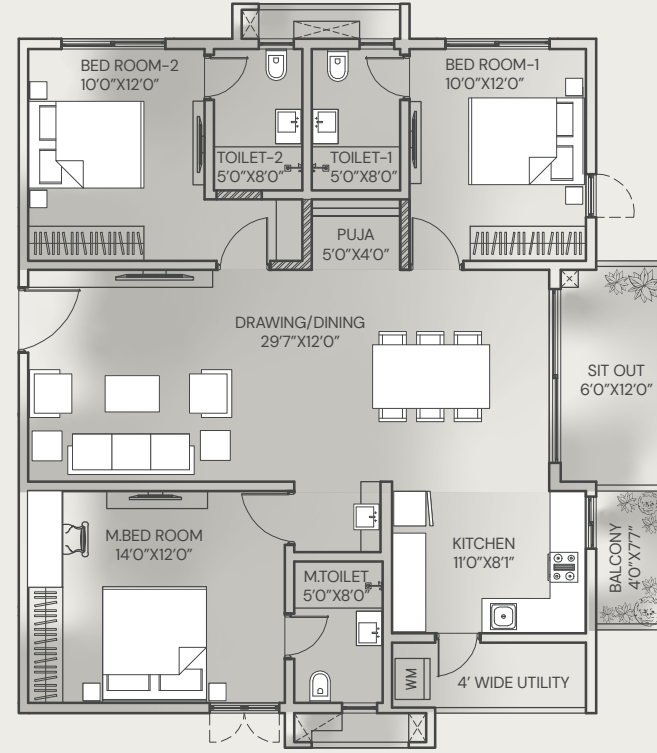 BED ROOM-2
10'0"X12'0"
BED ROOM-1
10'0"X12'0"
TOILET-2
5'0"X8'0"
TOILET-1
5'0"X8'0"
PUJA
5'0"X4'0"
DRAWING/DINING
29'7"X12'0"
SIT OUT
6'0"X12'0"
M.BED ROOM
14'0"X12'0"
M.TOILET
5'0"X8'0"
KITCHEN
11'0"X8'1"
BALCONY
4'0"X7'7"
WM
4' WIDE UTILITY